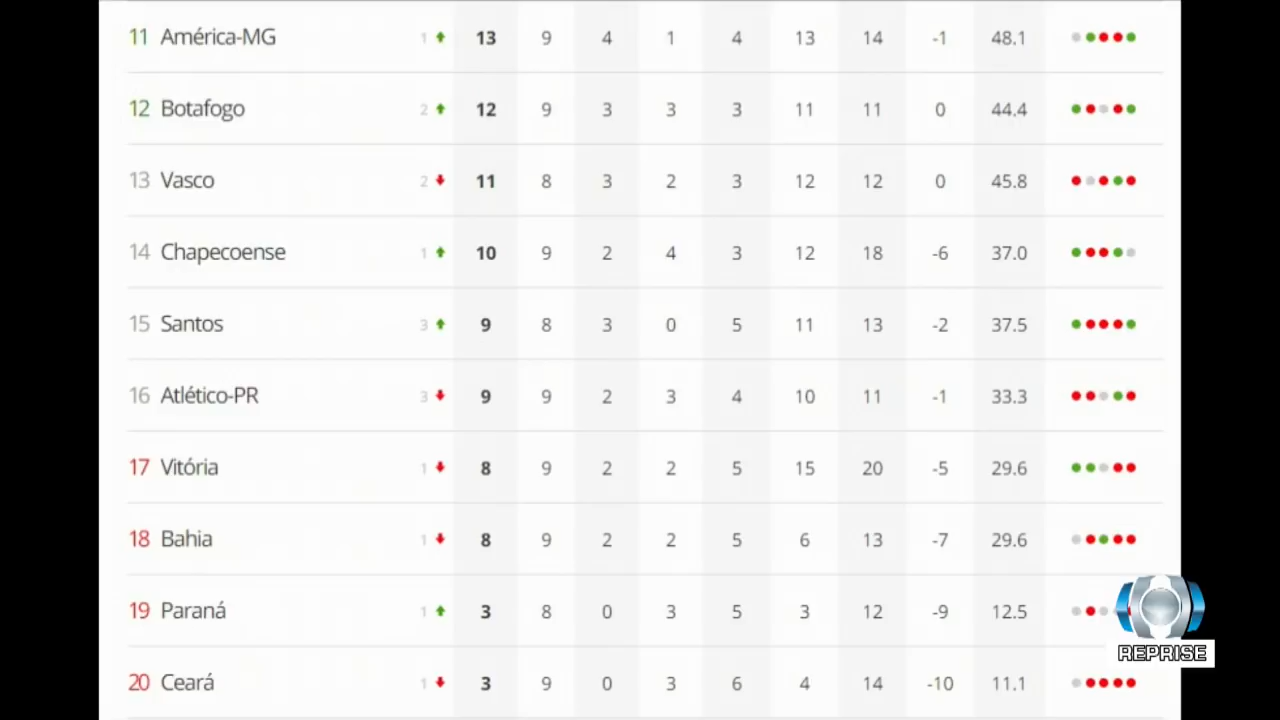 11 América-MG 1 13 9 4 1 4 13 14 -1 48.1
12 Botafogo 2 12 9 3 3 3 11 11 0 44.4
13 Vasco 2 11 8 3 2 3 12 12 0 45.8
14 Chapecoense 1 10 9 2 4 3 12 18 -6 37.0
15 Santos 3 9 8 3 0 5 11 13 -2 37.5
16 Atlético-PR 3 9 9 2 3 4 10 11 -1 33.3
17 Vitória 1 8 9 2 2 5 15 20 -5 29.6
18 Bahia 1 8 9 2 2 5 6 13 -7 29.6
19 Paraná 1 3 8 0 3 5 3 12 -9 12.5
REPRISE
20 Ceará 1 3 9 0 3 6 4 14 -10 11.1